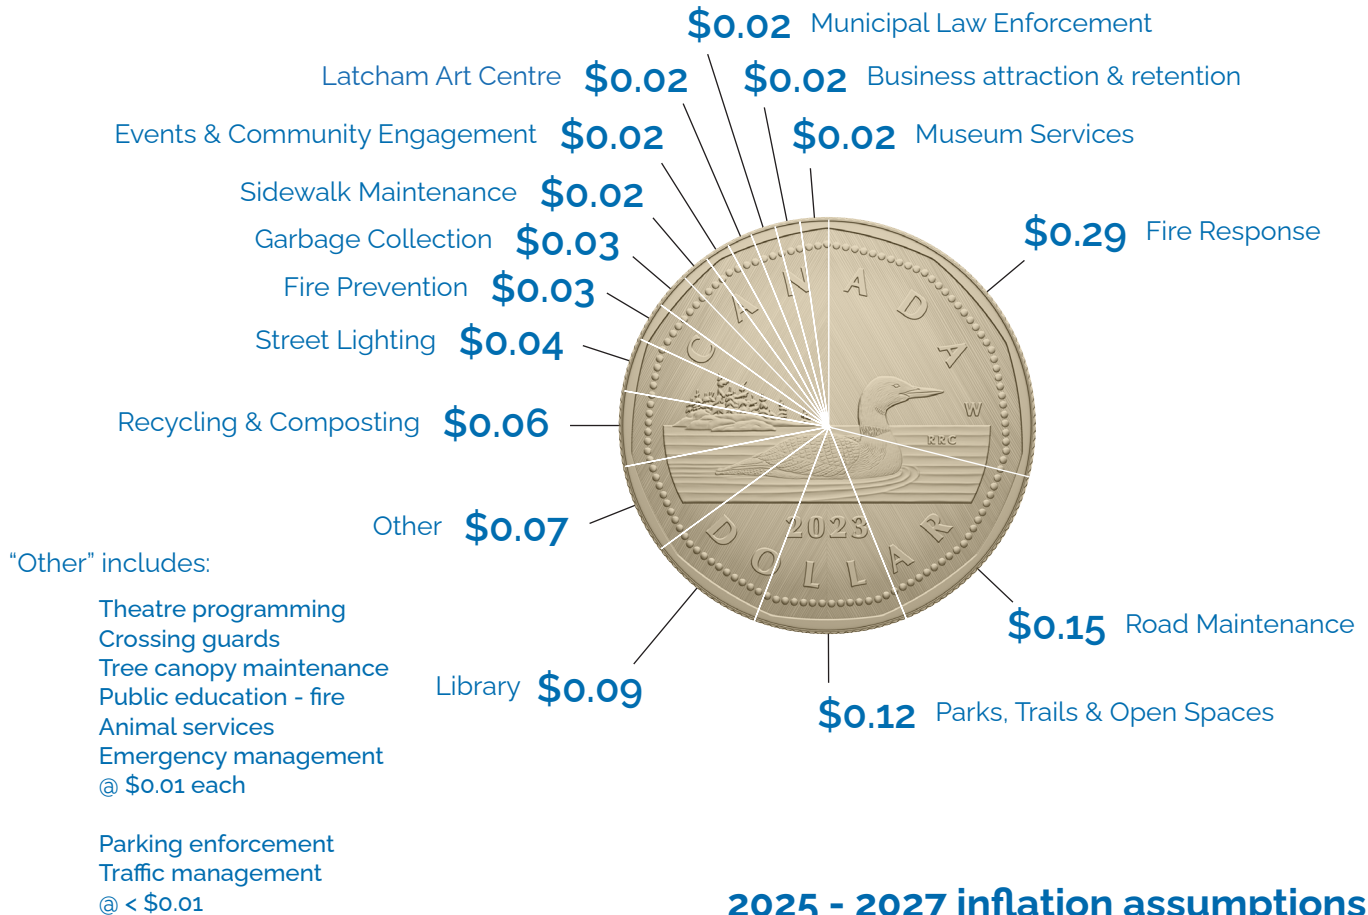 $0.02 Municipal Law Enforcement
Latcham Art Centre $0.02
$0.02 Business attraction & retention
Events & Community Engagement $0.02
$0.02 Museum Services
Sidewalk Maintenance $0.02
Garbage Collection $0.03
$0.29 Fire Response
Fire Prevention $0.03
Street Lighting $0.04
Recycling & Composting $0.06
Other $0.07
CANADA
W
RRC
2023
DOLLAR
"Other" includes:
Theatre programming
Crossing guards
Tree canopy maintenance
Public education - fire
Animal services
Emergency management
@ $0.01 each
Parking enforcement
Traffic management
@ < $0.01
$0.15 Road Maintenance
Library $0.09
$0.12 Parks, Trails & Open Spaces
2025 - 2027 inflation assumptions